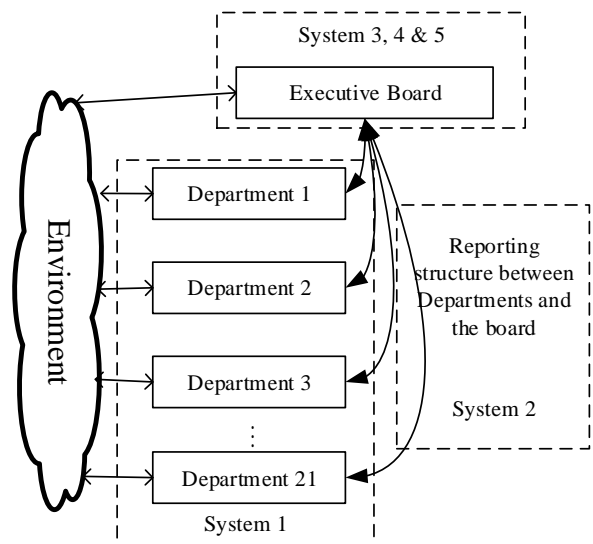 System 3, 4 & 5
Executive Board
Environment
Department 1
Department 2
Department 3
⋮
Department 21
System 1
Reporting
structure between
Departments and
the board
System 2